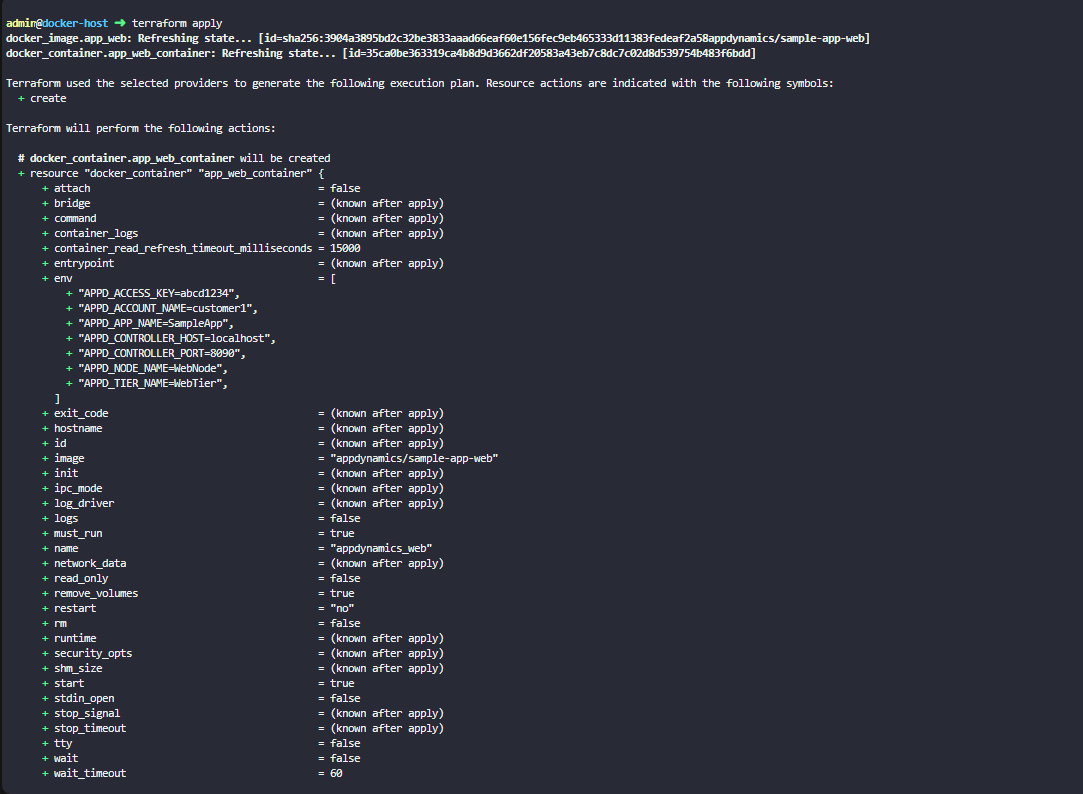 admin@docker-host ➜ terraform apply
docker_image.app_web: Refreshing state... [id=sha256:3904a3895bd2c32be3833aaad66eaf60e156fec9eb465333d11383fedeaf2a58appdynamics/sample-app-web]
docker_container.app_web_container: Refreshing state... [id=35ca0be363319ca4b8d9d3662df20583a43eb7c8dc7c02d8d539754b483f6bdd]
Terraform used the selected providers to generate the following execution plan. Resource actions are indicated with the following symbols:
+ create
Terraform will perform the following actions:
# docker_container.app_web_container will be created
+ resource "docker_container" "app_web_container" {
+ attach = false
+ bridge = (known after apply)
+ command = (known after apply)
+ container_logs = (known after apply)
+ container_read_refresh_timeout_milliseconds = 15000
+ entrypoint = (known after apply)
+ env = [
+ "APPD_ACCESS_KEY=abcd1234",
+ "APPD_ACCOUNT_NAME=customer1",
+ "APPD_APP_NAME=SampleApp",
+ "APPD_CONTROLLER_HOST=localhost",
+ "APPD_CONTROLLER_PORT=8090",
+ "APPD_NODE_NAME=WebNode",
+ "APPD_TIER_NAME=WebTier",
]
+ exit_code = (known after apply)
+ hostname = (known after apply)
+ id = (known after apply)
+ image = "appdynamics/sample-app-web"
+ init = (known after apply)
+ ipc_mode = (known after apply)
+ log_driver = (known after apply)
+ logs = false
+ must_run = true
+ name = "appdynamics_web"
+ network_data = (known after apply)
+ read_only = false
+ remove_volumes = true
+ restart = "no"
+ rm = false
+ runtime = (known after apply)
+ security_opts = (known after apply)
+ shm_size = (known after apply)
+ start = true
+ stdin_open = false
+ stop_signal = (known after apply)
+ stop_timeout = (known after apply)
+ tty = false
+ wait = false
+ wait_timeout = 60